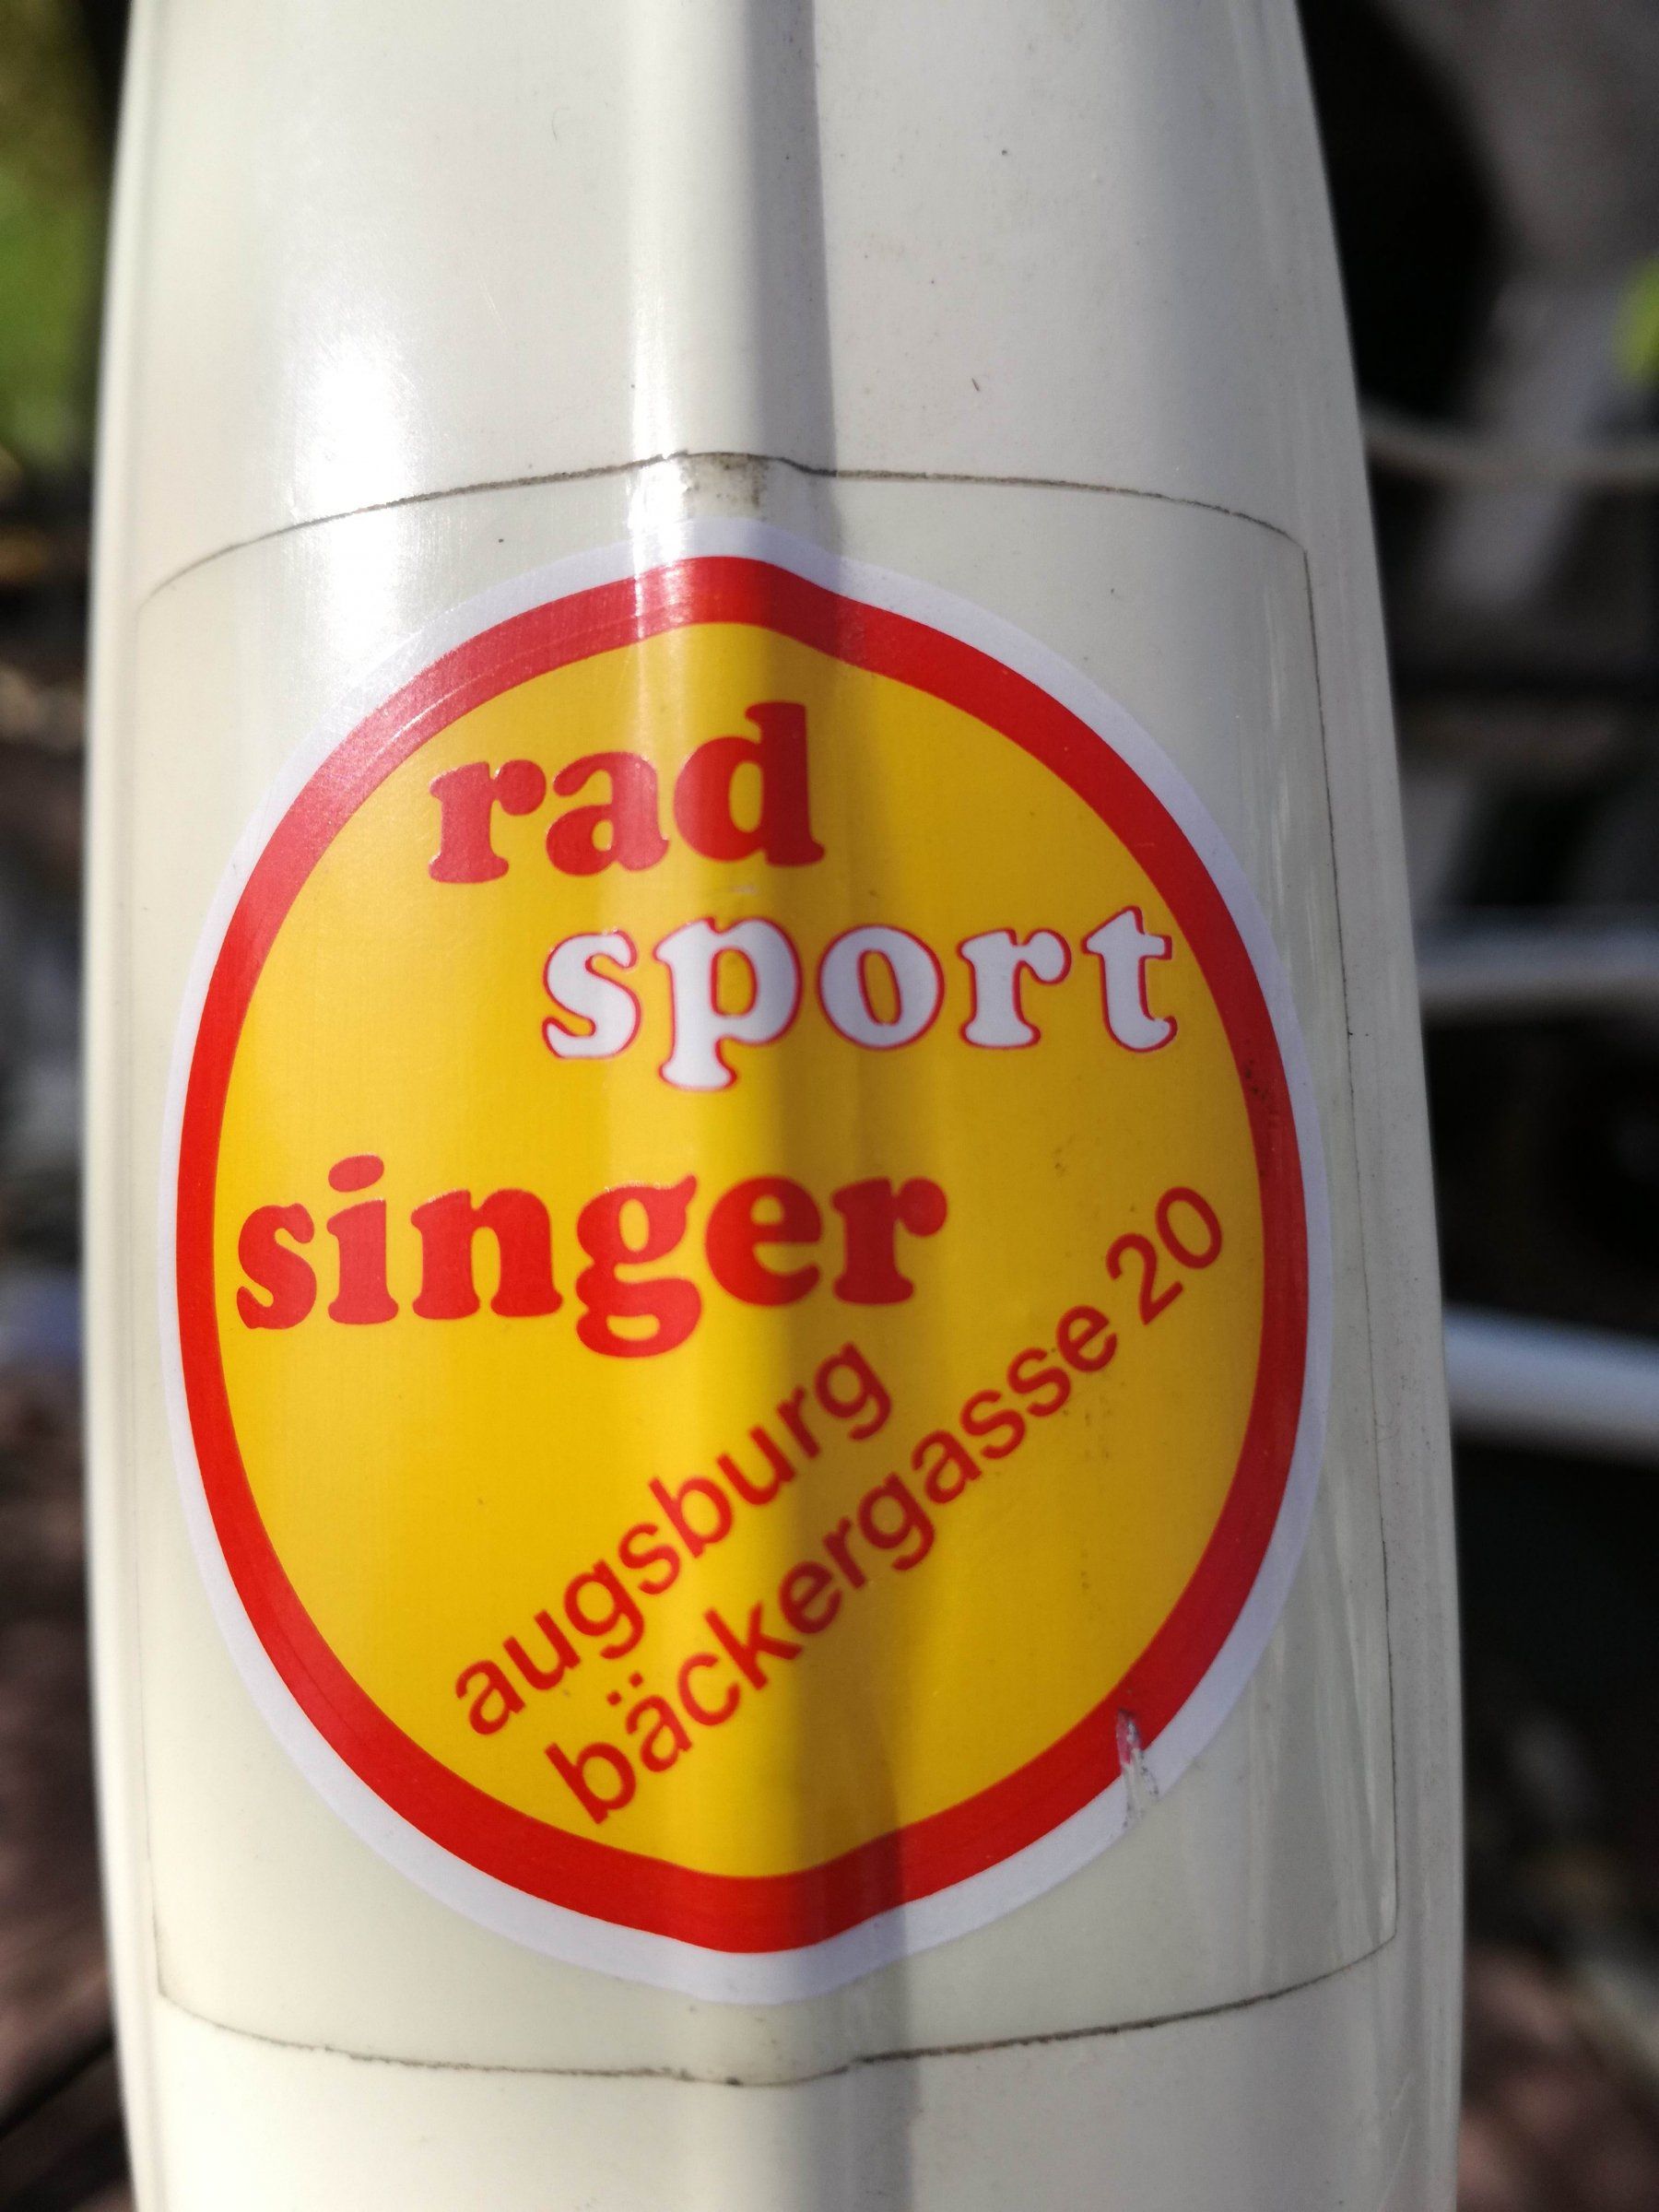 rad
sport
singer
augsburg
bäckergasse 20